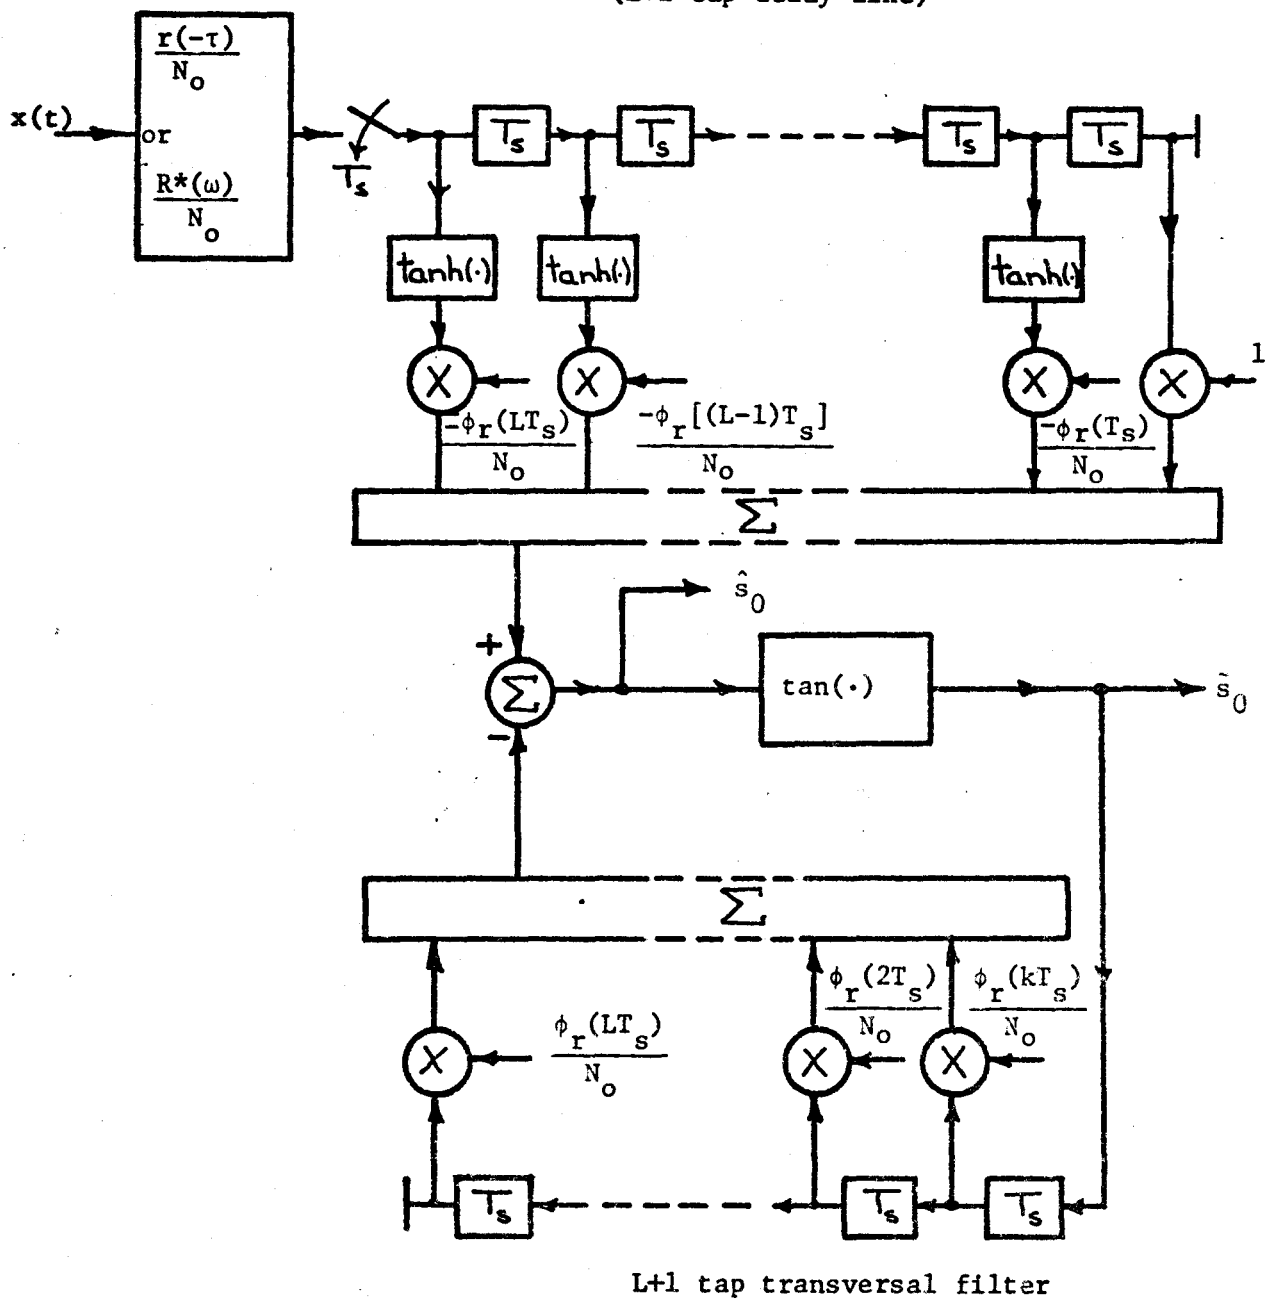 r(-τ)
N_o
x(t)
or
R*(ω)
N_o
T_s
T_s
T_s
T_s
T_s
tanh(·)
tanh(·)
tanh(·)
X
X
X
X
1
-ϕ_r(LT_s)
N_o
-ϕ_r[(L-1)T_s]
N_o
-ϕ_r(T_s)
N_o
Σ
ŝ_0
+
Σ
-
tan(·)
s̃_0
Σ
ϕ_r(LT_s)
N_o
ϕ_r(2T_s)
N_o
ϕ_r(kT_s)
N_o
X
X
X
T_s
T_s
T_s
L+1 tap transversal filter